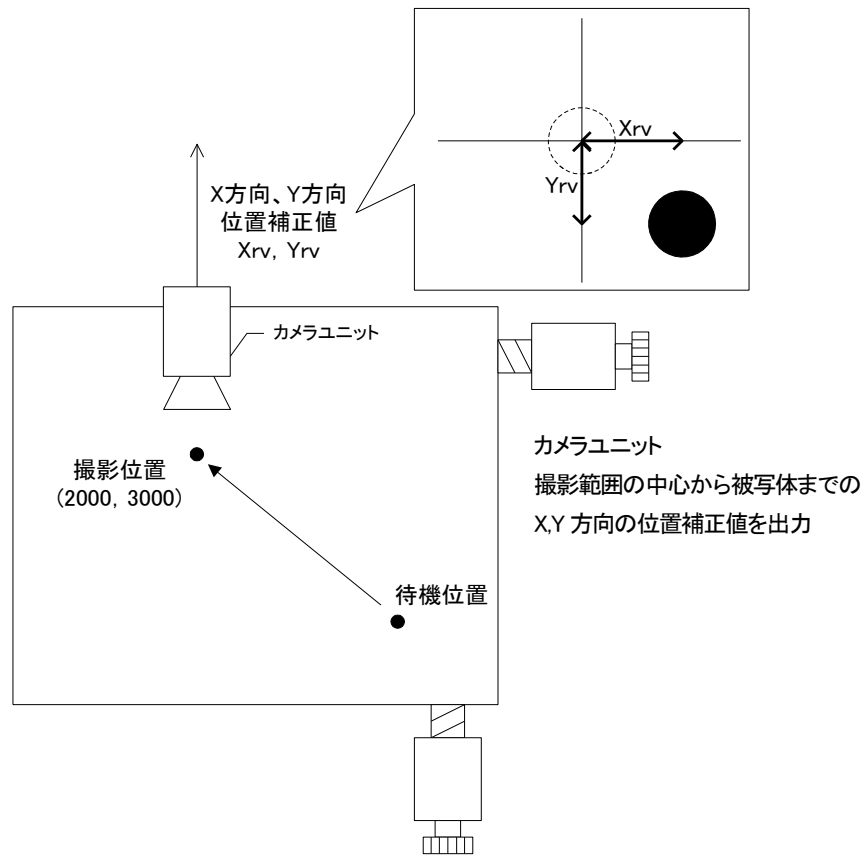 Xrv
Yrv
X方向、Y方向
位置補正値
Xrv, Yrv
カメラユニット
撮影位置
(2000, 3000)
カメラユニット
撮影範囲の中心から被写体までの
X,Y 方向の位置補正値を出力
待機位置